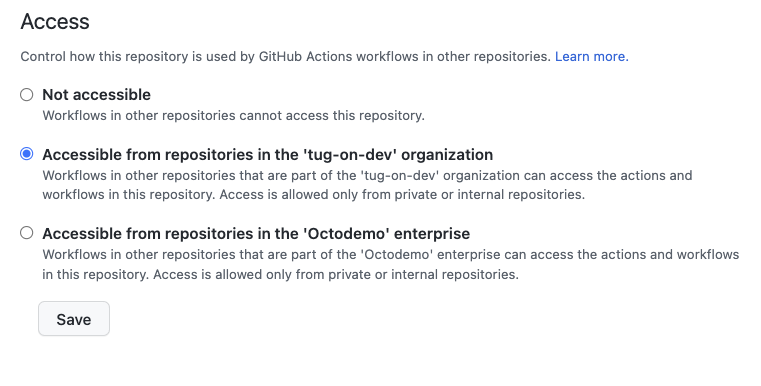 Access
Control how this repository is used by GitHub Actions workflows in other repositories. Learn more.
Not accessible
Workflows in other repositories cannot access this repository.
Accessible from repositories in the 'tug-on-dev' organization
Workflows in other repositories that are part of the 'tug-on-dev' organization can access the actions and
workflows in this repository. Access is allowed only from private or internal repositories.
Accessible from repositories in the 'Octodemo' enterprise
Workflows in other repositories that are part of the 'Octodemo' enterprise can access the actions and workflows
in this repository. Access is allowed only from private or internal repositories.
Save